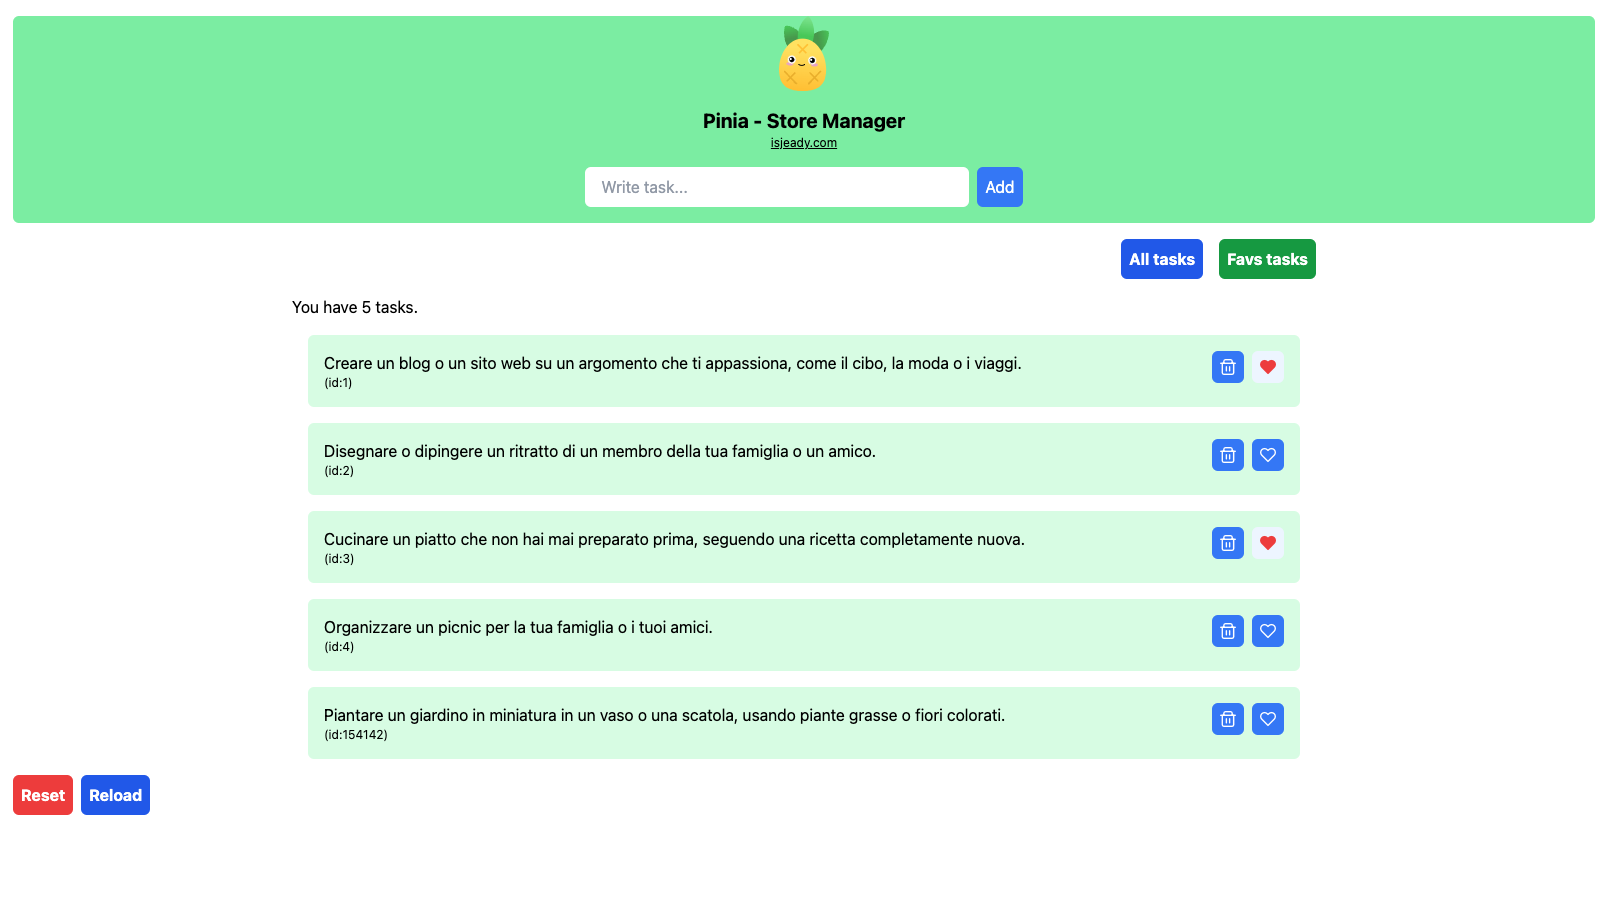 Pinia - Store Manager
isjeady.com
Write task...
Add
All tasks
Favs tasks
You have 5 tasks.
Creare un blog o un sito web su un argomento che ti appassiona, come il cibo, la moda o i viaggi.
(id:1)
Disegnare o dipingere un ritratto di un membro della tua famiglia o un amico.
(id:2)
Cucinare un piatto che non hai mai preparato prima, seguendo una ricetta completamente nuova.
(id:3)
Organizzare un picnic per la tua famiglia o i tuoi amici.
(id:4)
Piantare un giardino in miniatura in un vaso o una scatola, usando piante grasse o fiori colorati.
(id:154142)
Reset
Reload